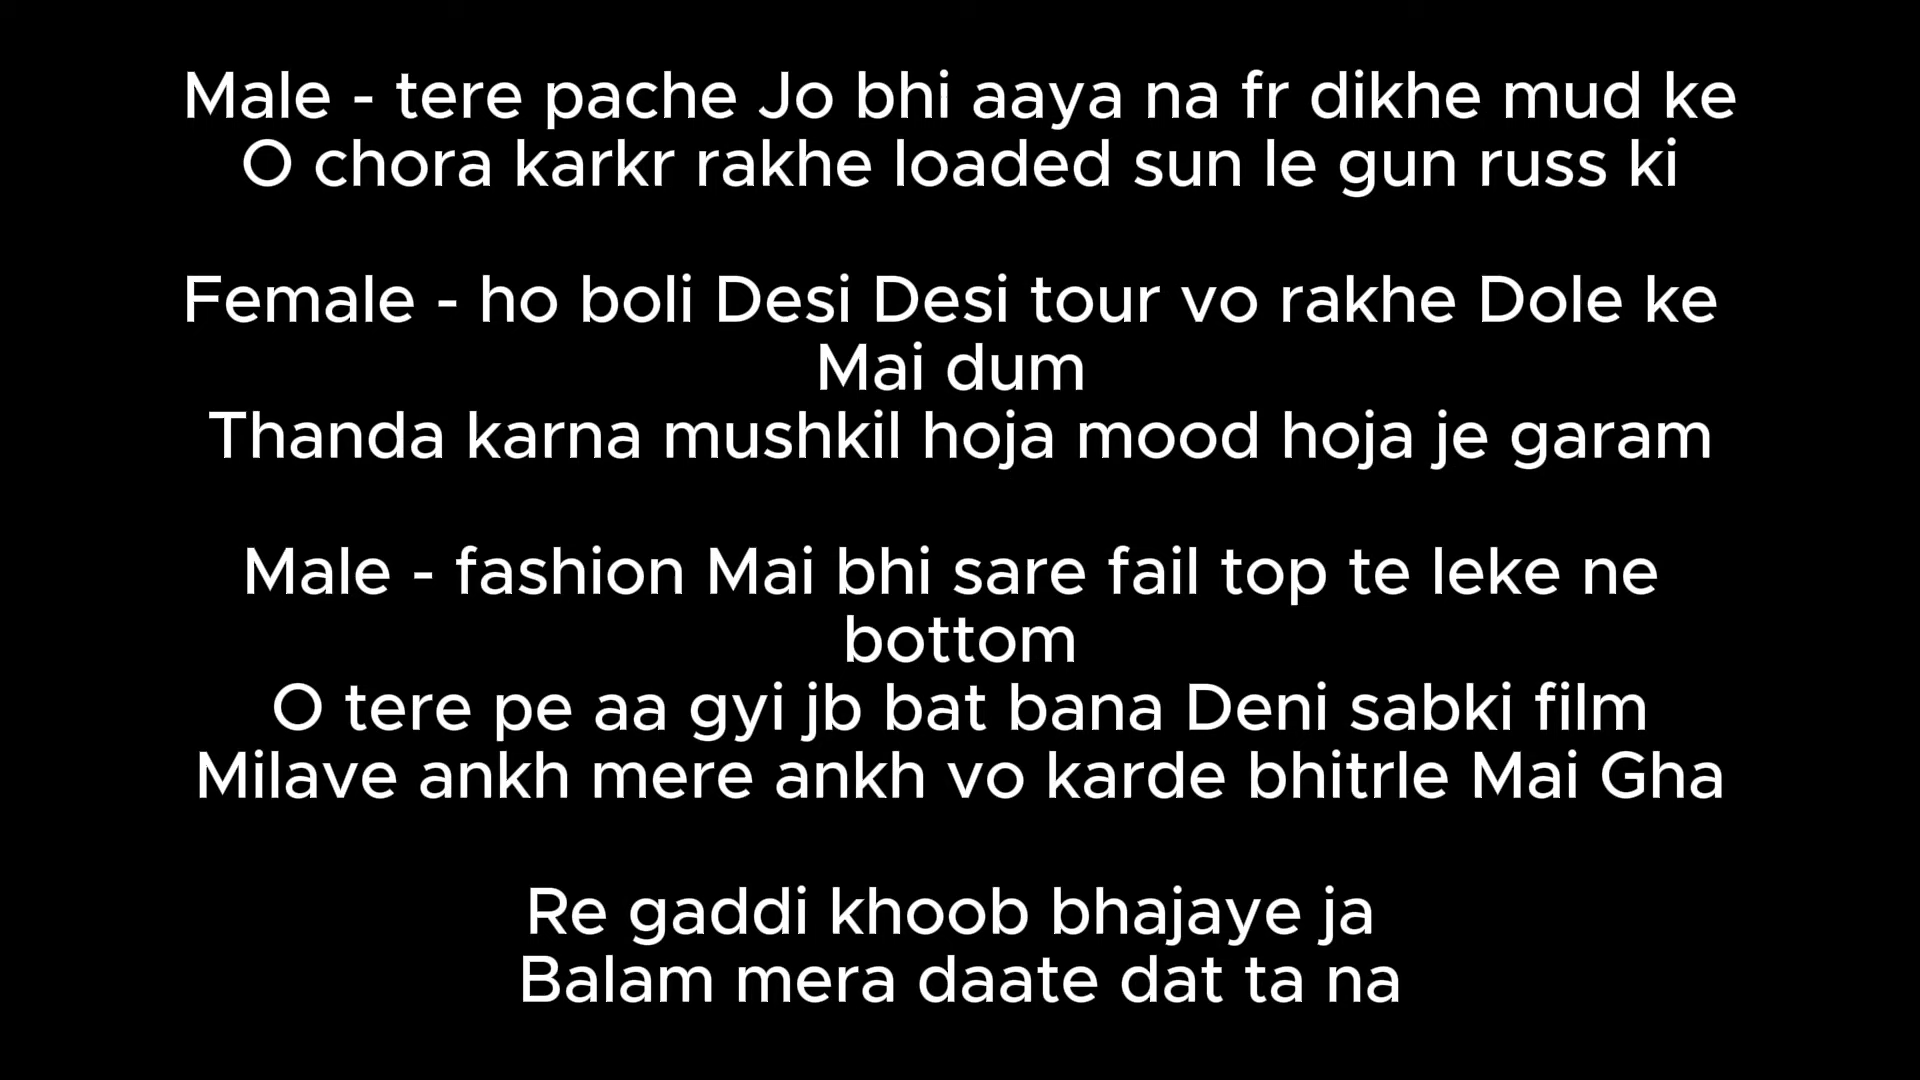 Male - tere pache Jo bhi aaya na fr dikhe mud ke
O chora karkr rakhe loaded sun le gun russ ki
Female - ho boli Desi Desi tour vo rakhe Dole ke
Mai dum
Thanda karna mushkil hoja mood hoja je garam
Male - fashion Mai bhi sare fail top te leke ne
bottom
O tere pe aa gyi jb bat bana Deni sabki film
Milave ankh mere ankh vo karde bhitrle Mai Gha
Re gaddi khoob bhajaye ja
Balam mera daate dat ta na